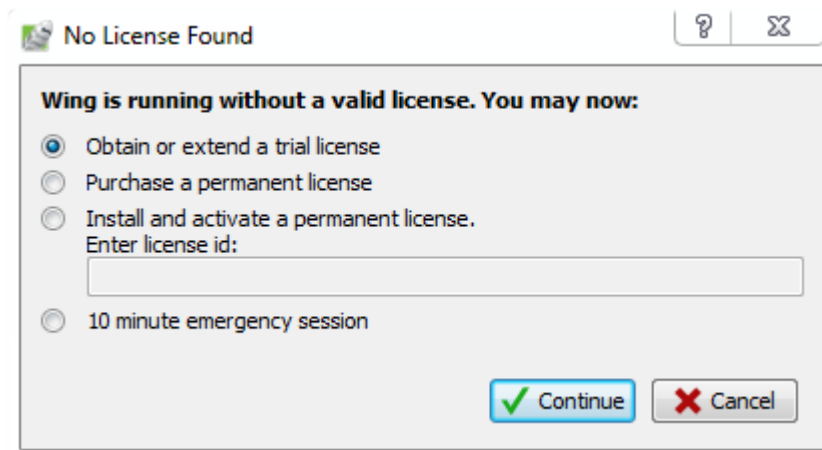 No License Found
Wing is running without a valid license. You may now:
Obtain or extend a trial license
Purchase a permanent license
Install and activate a permanent license.
Enter license id:
10 minute emergency session
Continue
Cancel